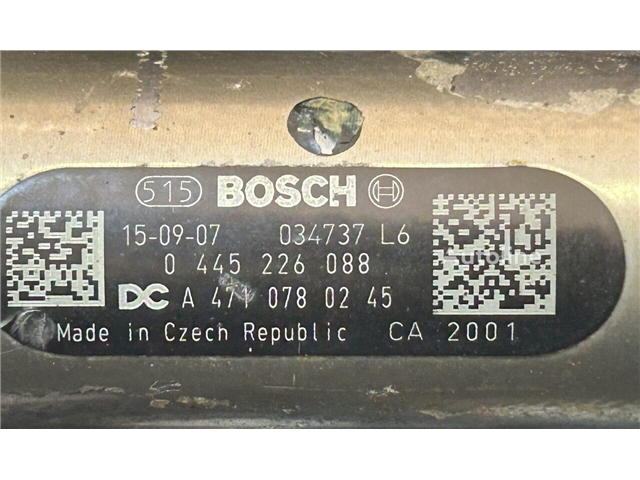 515 BOSCH
15-09-07 034737 L6
0 445 226 088
DC A 471 078 02 45
Made in Czech Republic CA 2001
Autoline